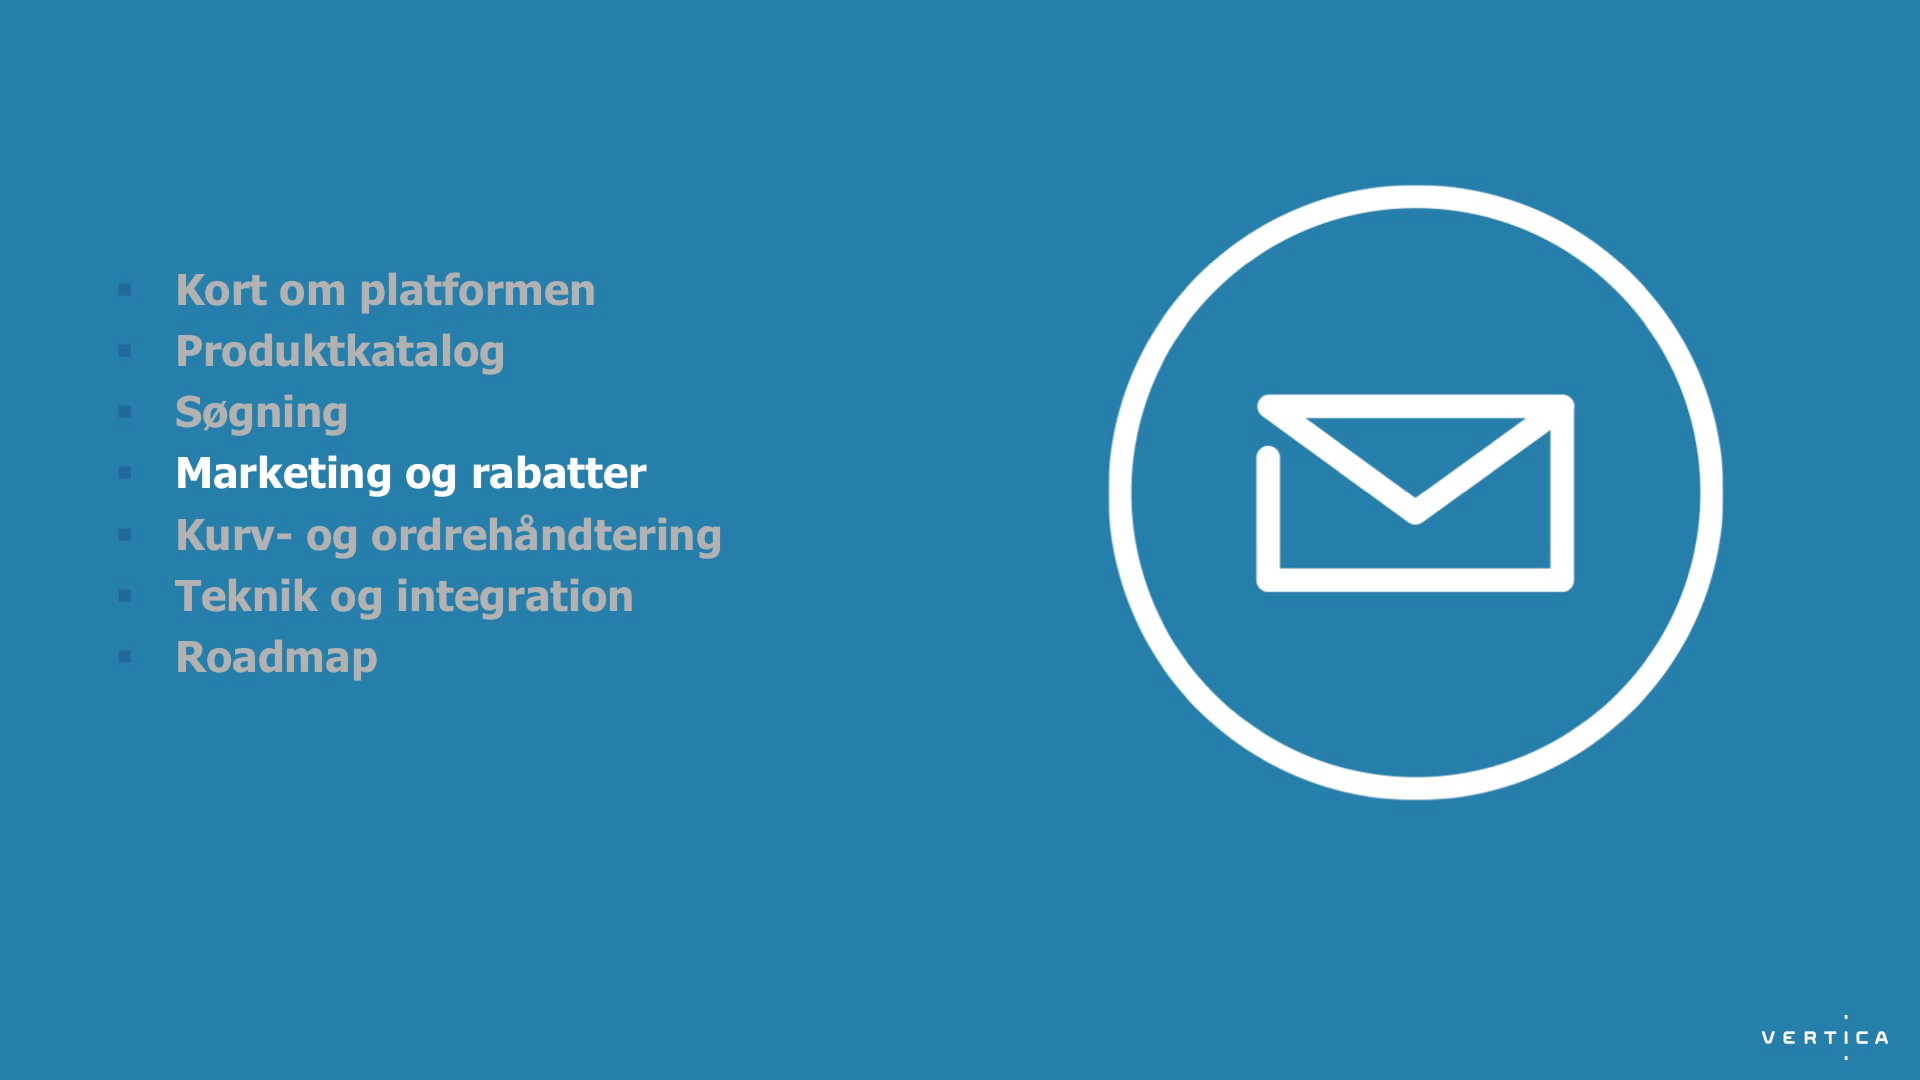 Kort om platformen
Produktkatalog
Søgning
Marketing og rabatter
Kurv- og ordrehåndtering
Teknik og integration
Roadmap
VERTICA